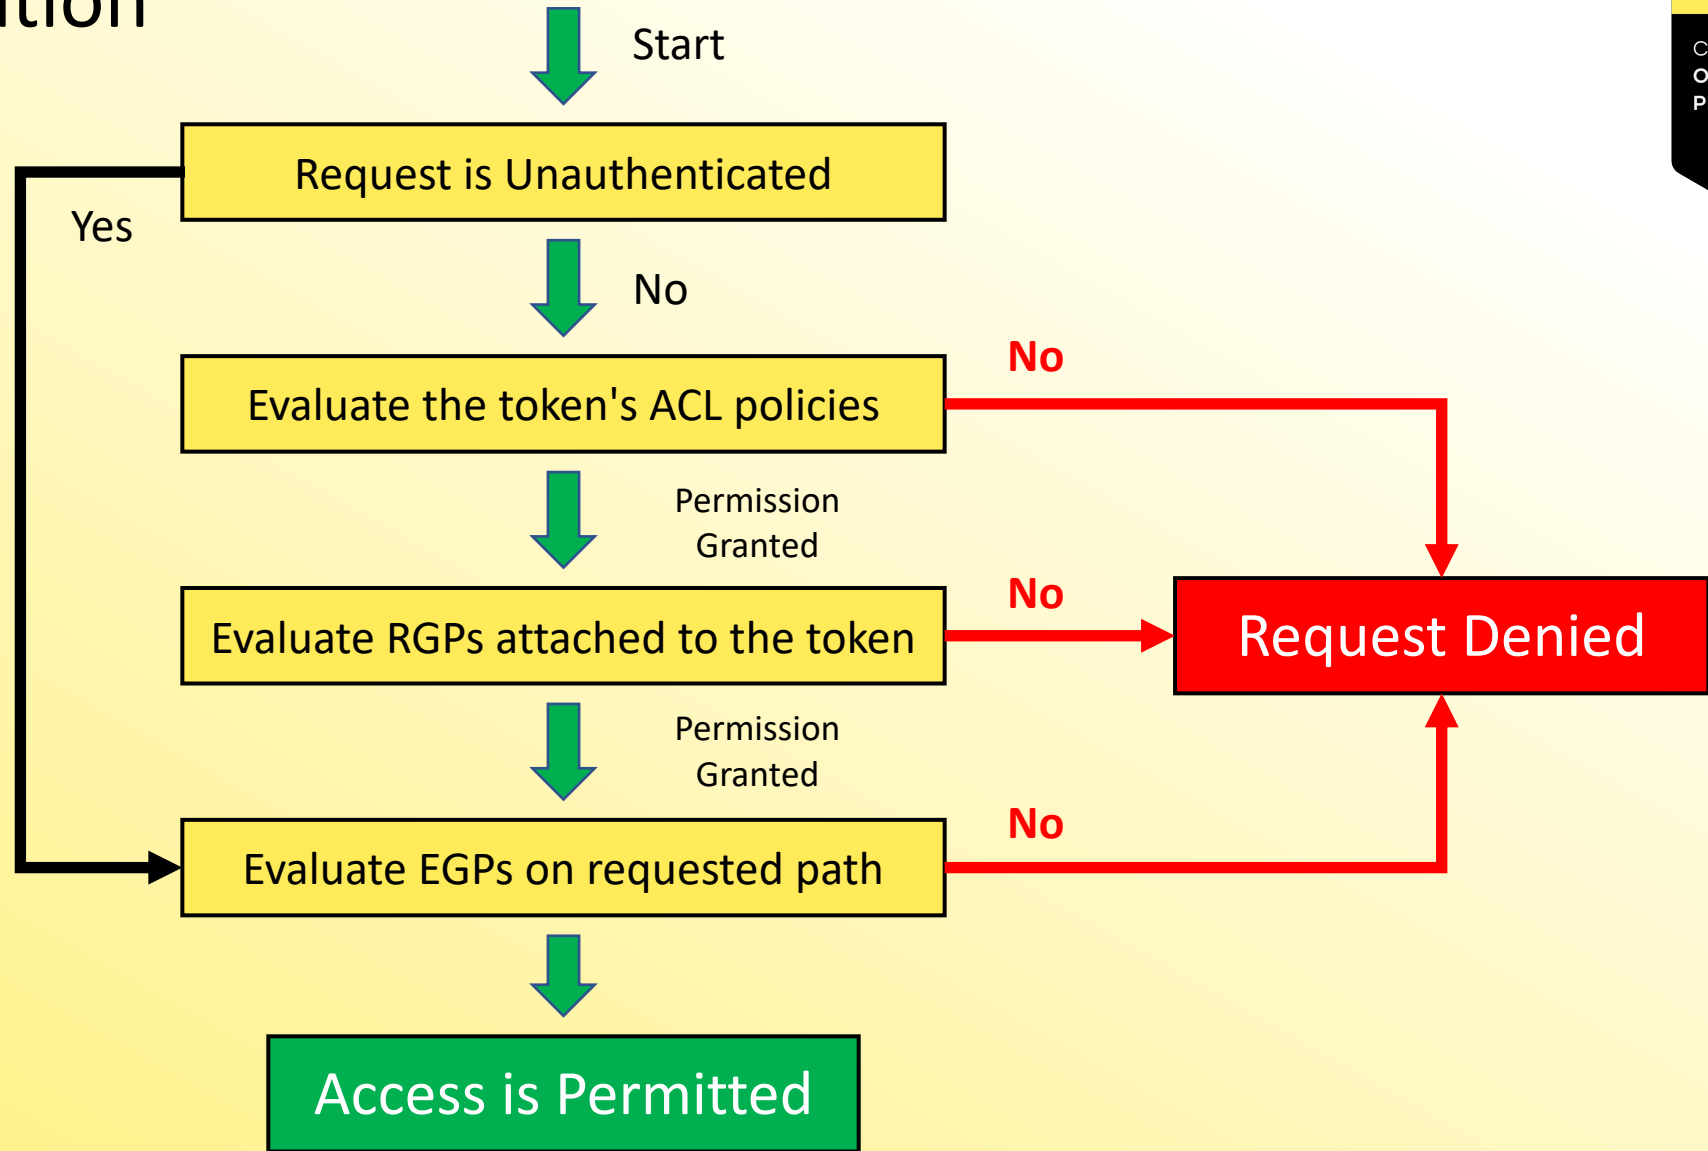 Start
Request is Unauthenticated
Yes
No
No
Evaluate the token's ACL policies
Permission
Granted
No
Evaluate RGPs attached to the token
Request Denied
Permission
Granted
No
Evaluate EGPs on requested path
Access is Permitted